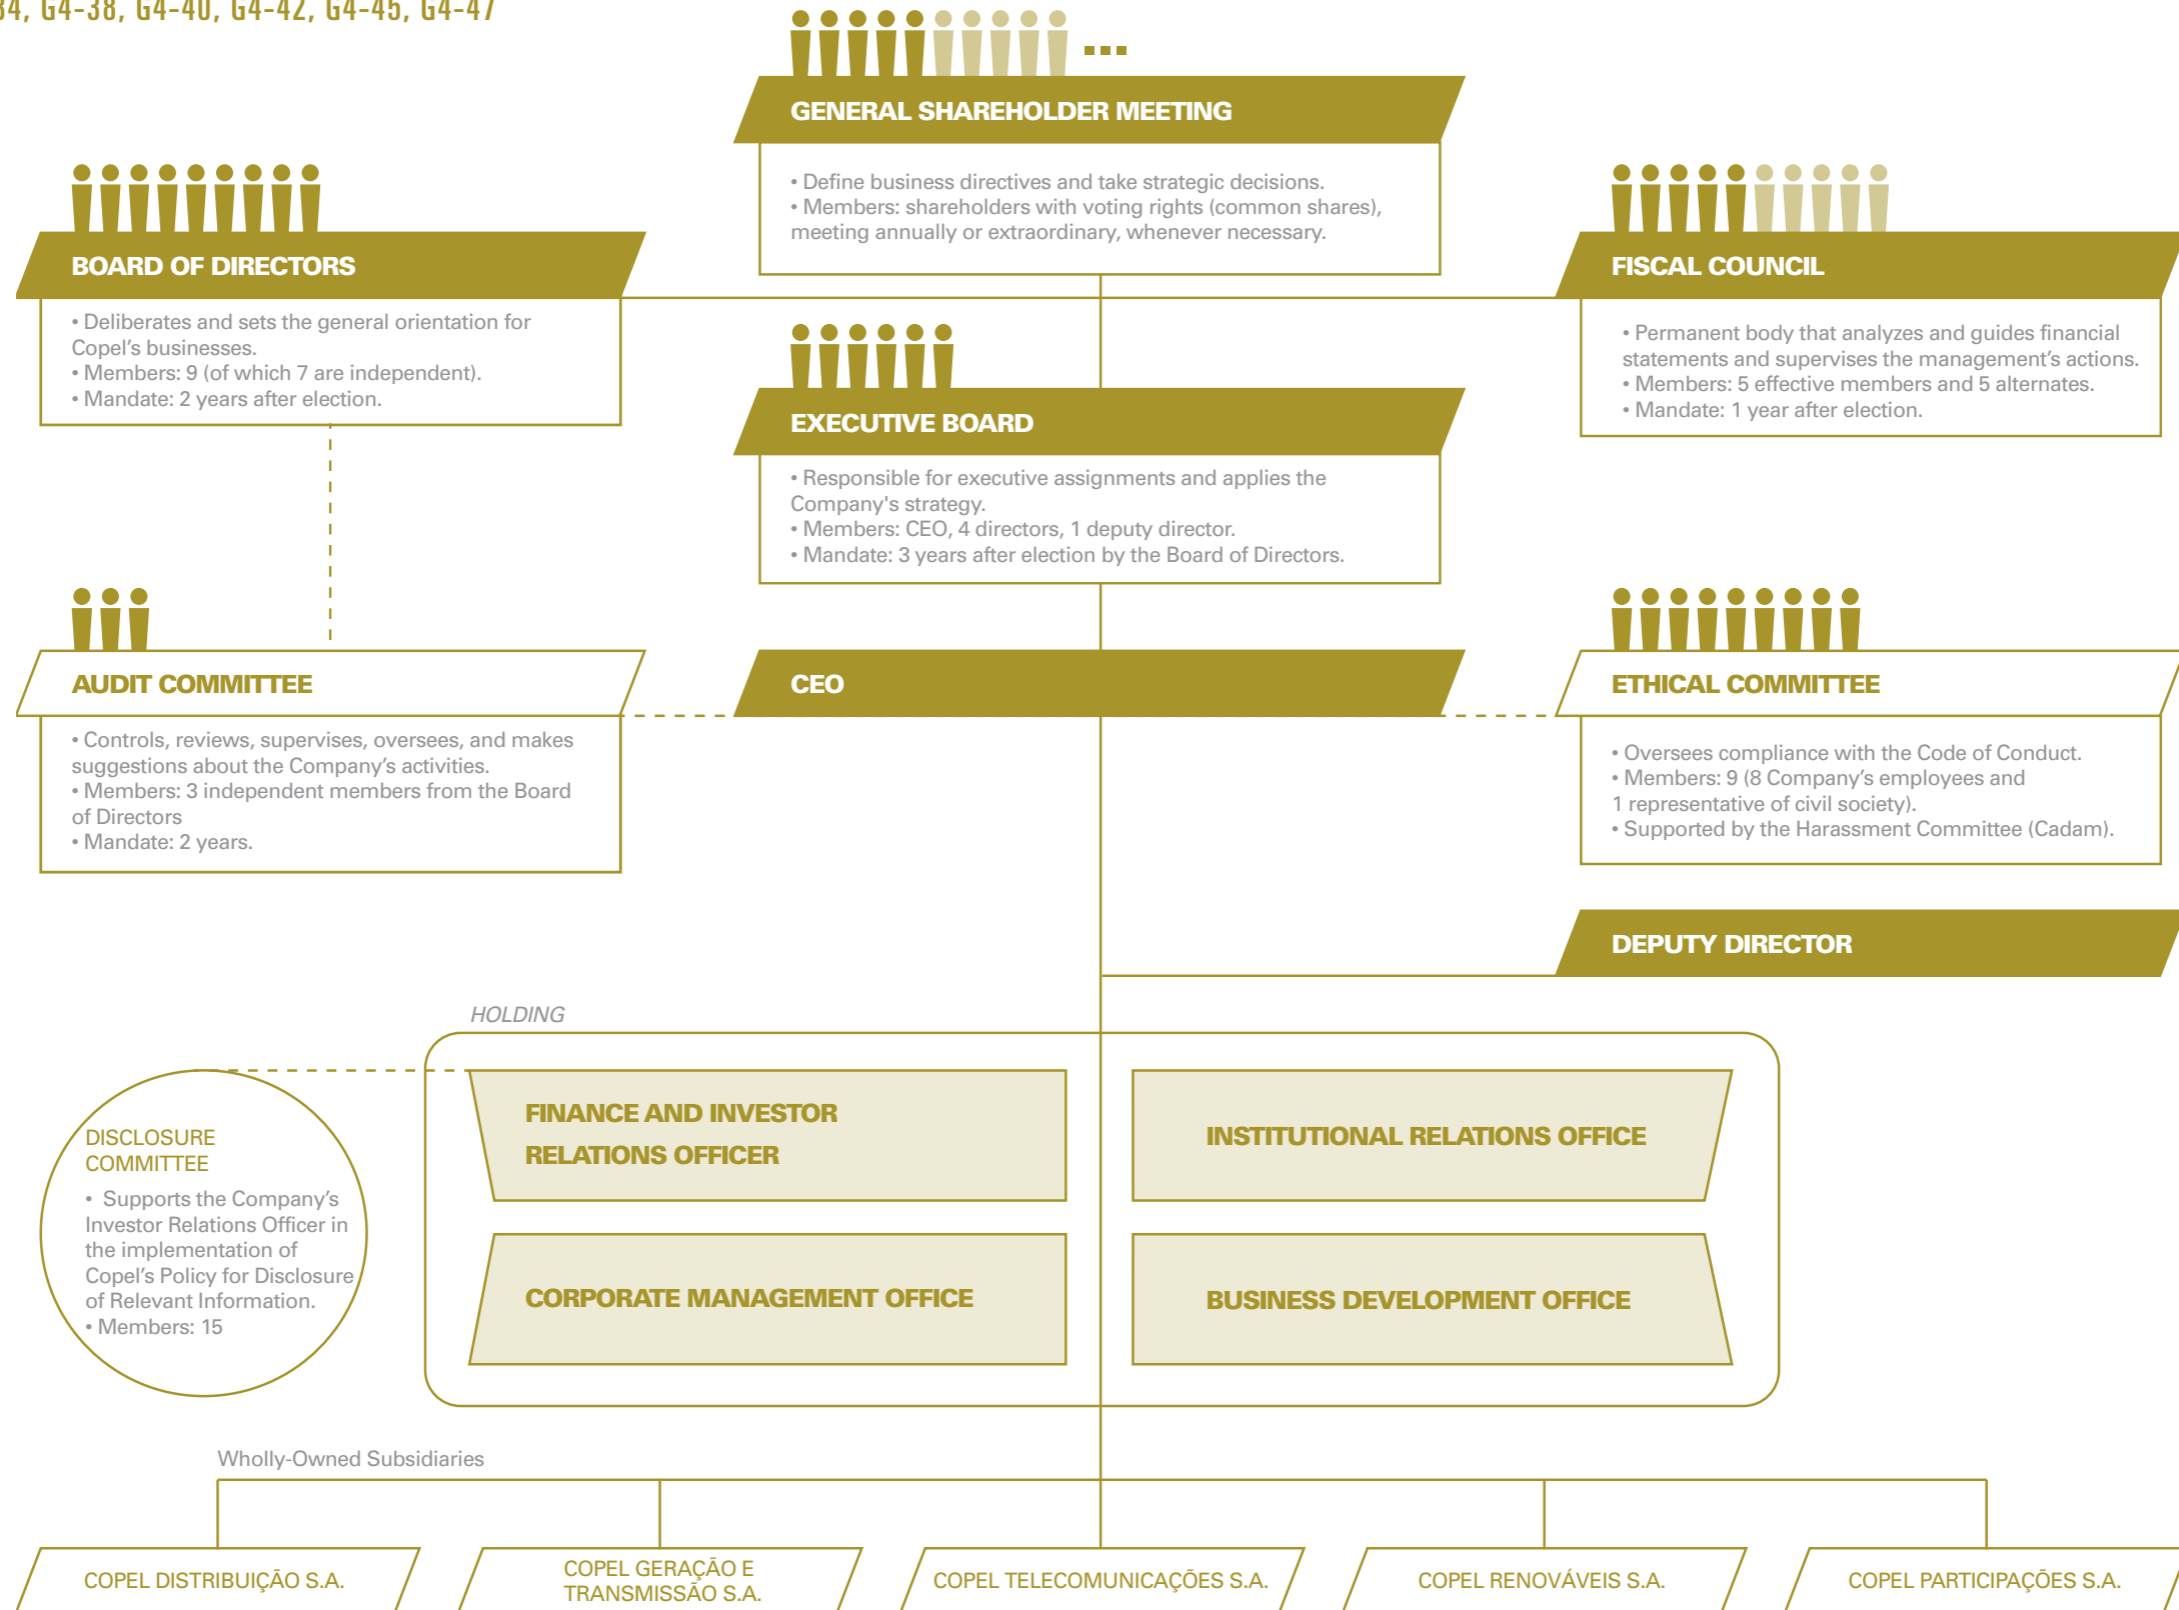 34, G4-38, G4-40, G4-42, G4-45, G4-47
GENERAL SHAREHOLDER MEETING
• Define business directives and take strategic decisions.
• Members: shareholders with voting rights (common shares),
meeting annually or extraordinary, whenever necessary.
BOARD OF DIRECTORS
• Deliberates and sets the general orientation for
Copel’s businesses.
• Members: 9 (of which 7 are independent).
• Mandate: 2 years after election.
FISCAL COUNCIL
• Permanent body that analyzes and guides financial
statements and supervises the management’s actions.
• Members: 5 effective members and 5 alternates.
• Mandate: 1 year after election.
EXECUTIVE BOARD
• Responsible for executive assignments and applies the
Company's strategy.
• Members: CEO, 4 directors, 1 deputy director.
• Mandate: 3 years after election by the Board of Directors.
AUDIT COMMITTEE
• Controls, reviews, supervises, oversees, and makes
suggestions about the Company’s activities.
• Members: 3 independent members from the Board
of Directors
• Mandate: 2 years.
CEO
ETHICAL COMMITTEE
• Oversees compliance with the Code of Conduct.
• Members: 9 (8 Company’s employees and
1 representative of civil society).
• Supported by the Harassment Committee (Cadam).
DEPUTY DIRECTOR
HOLDING
DISCLOSURE
COMMITTEE
• Supports the Company’s
Investor Relations Officer in
the implementation of
Copel’s Policy for Disclosure
of Relevant Information.
• Members: 15
FINANCE AND INVESTOR
RELATIONS OFFICER
INSTITUTIONAL RELATIONS OFFICE
CORPORATE MANAGEMENT OFFICE
BUSINESS DEVELOPMENT OFFICE
Wholly-Owned Subsidiaries
COPEL DISTRIBUIÇÃO S.A.
COPEL GERAÇÃO E
TRANSMISSÃO S.A.
COPEL TELECOMUNICAÇÕES S.A.
COPEL RENOVÁVEIS S.A.
COPEL PARTICIPAÇÕES S.A.